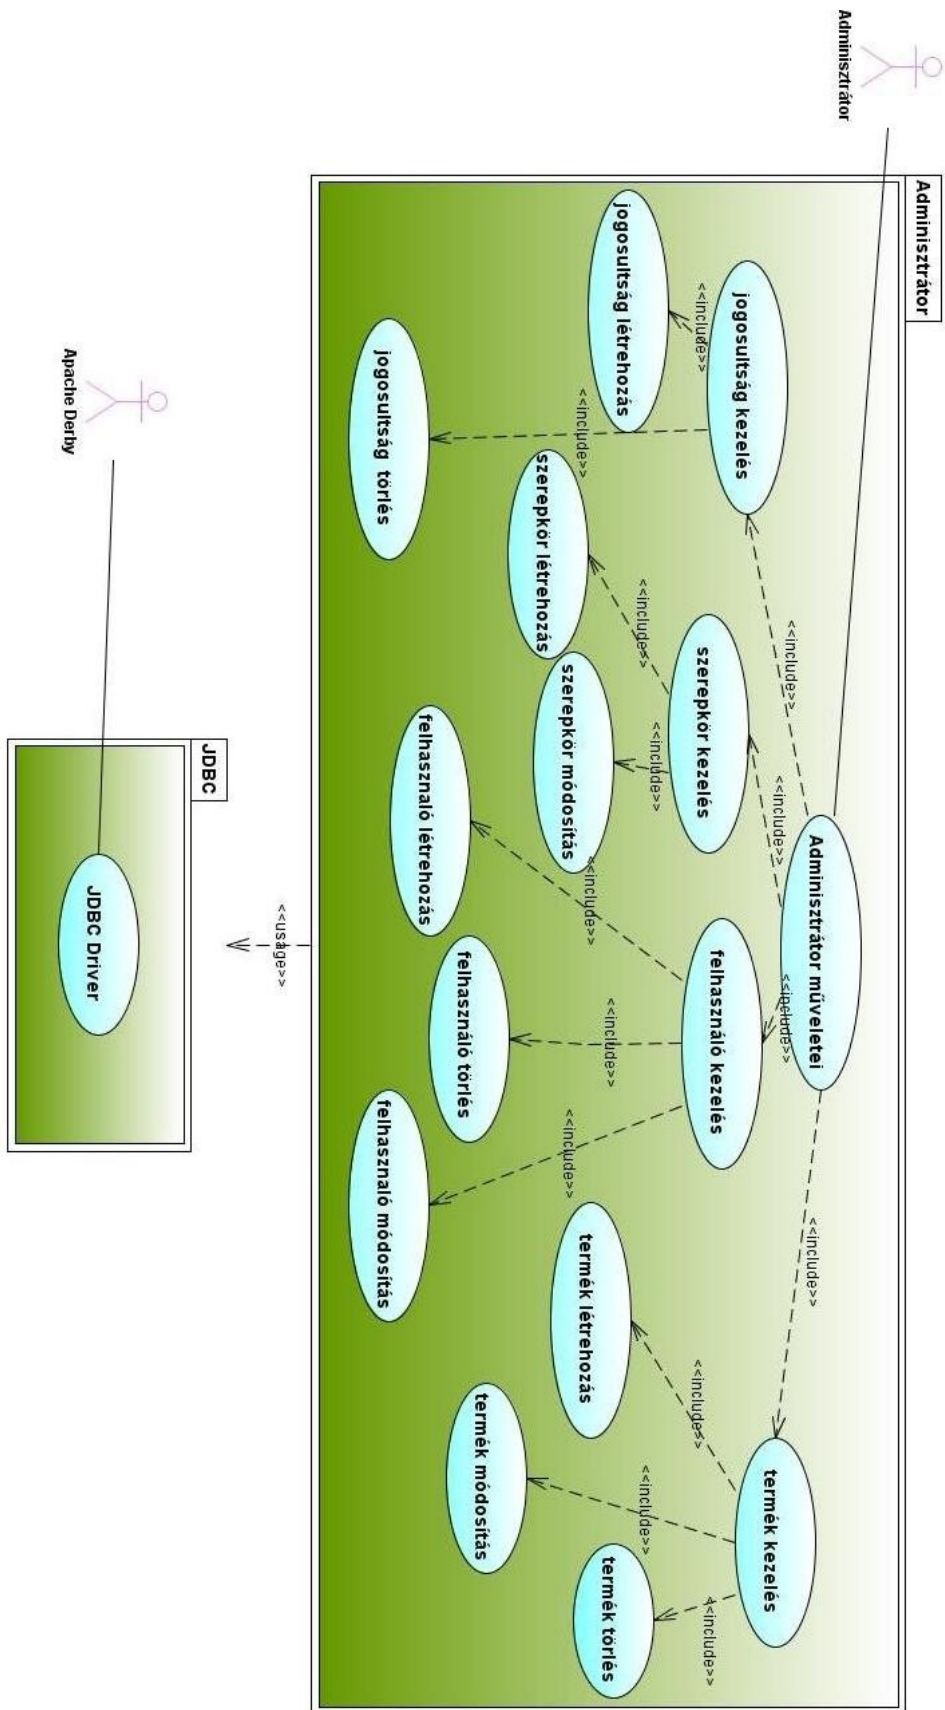 Adminisztrátor
Adminisztrátor
Adminisztrátor műveletei
<<include>>
<<include>>
<<include>>
<<include>>
jogosultság kezelés
szerepkör kezelés
felhasználó kezelés
termék kezelés
<<include>>
<<include>>
<<include>>
<<include>>
<<include>>
<<include>>
<<include>>
<<include>>
<<include>>
<<include>>
jogosultság létrehozás
jogosultság törlés
szerepkör létrehozás
szerepkör módosítás
felhasznaló létrehozás
felhasználó törlés
felhasznaló módosítás
termék létrehozás
termék módosítás
termék törlés
<<usage>>
Apache Derby
JDBC
JDBC Driver